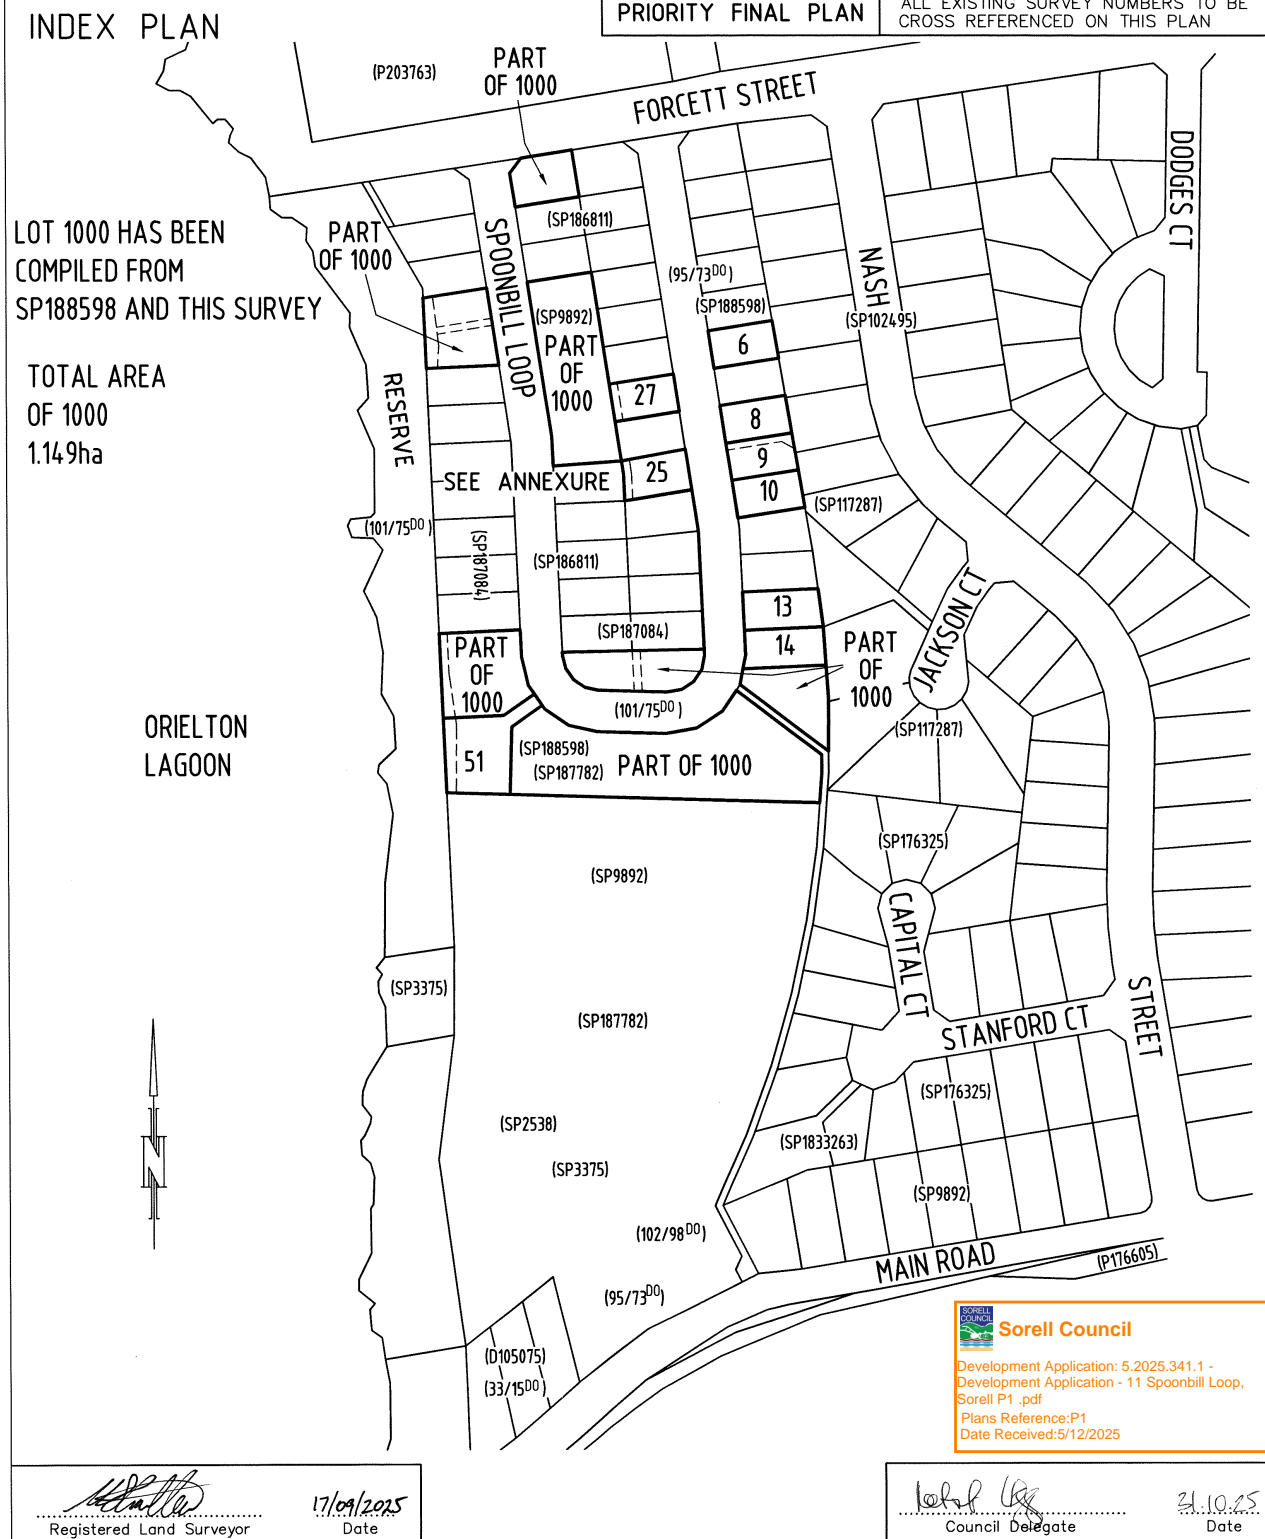 INDEX PLAN
PRIORITY FINAL PLAN
ALL EXISTING SURVEY NUMBERS TO BE
CROSS REFERENCED ON THIS PLAN
(P203763)
PART
OF 1000
FORCETT STREET
DODGES CT
LOT 1000 HAS BEEN
COMPILED FROM
SP188598 AND THIS SURVEY
TOTAL AREA
OF 1000
1.149ha
PART
OF 1000
SPOONBILL LOOP
(SP186811)
(95/73DO)
(SP188598)
NASH
(SP102495)
(SP9892)
PART
OF
1000
6
27
8
9
10
25
RESERVE
SEE ANNEXURE
(SP117287)
(101/75DO)
(SP187084)
(SP186811)
JACKSON CT
13
14
(SP187084)
PART
OF
1000
PART
OF
1000
(101/75DO)
(SP117287)
ORIELTON
LAGOON
51
(SP188598)
(SP187782)
PART OF 1000
(SP176325)
(SP9892)
CAPITAL CT
(SP3375)
(SP187782)
STANFORD CT
STREET
(SP176325)
(SP2538)
(SP1833263)
(SP3375)
(SP9892)
(102/98DO)
MAIN ROAD
(P176605)
(95/73DO)
N
(D105075)
(33/15DO)
SORELL
COUNCIL
Sorell Council
Development Application: 5.2025.341.1 -
Development Application - 11 Spoonbill Loop,
Sorell P1 .pdf
Plans Reference:P1
Date Received:5/12/2025
17/09/2025
Registered Land Surveyor
Date
31.10.25
Council Delegate
Date